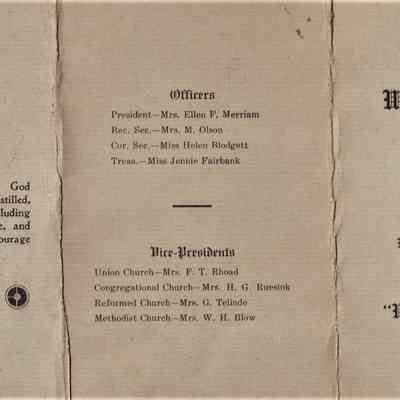 God
stilled,
luding
e, and
ourage
Officers
President—Mrs. Ellen F. Merriam
Rec. Sec.—Mrs. M. Olson
Cor. Sec.—Miss Helen Blodgett
Treas.—Miss Jennie Fairbank
Vice-Presidents
Union Church—Mrs. F. T. Rhoad
Congregational Church—Mrs. H. G. Ruesink
Reformed Church—Mrs. G. Telinde
Methodist Church—Mrs. W. H. Blow
W